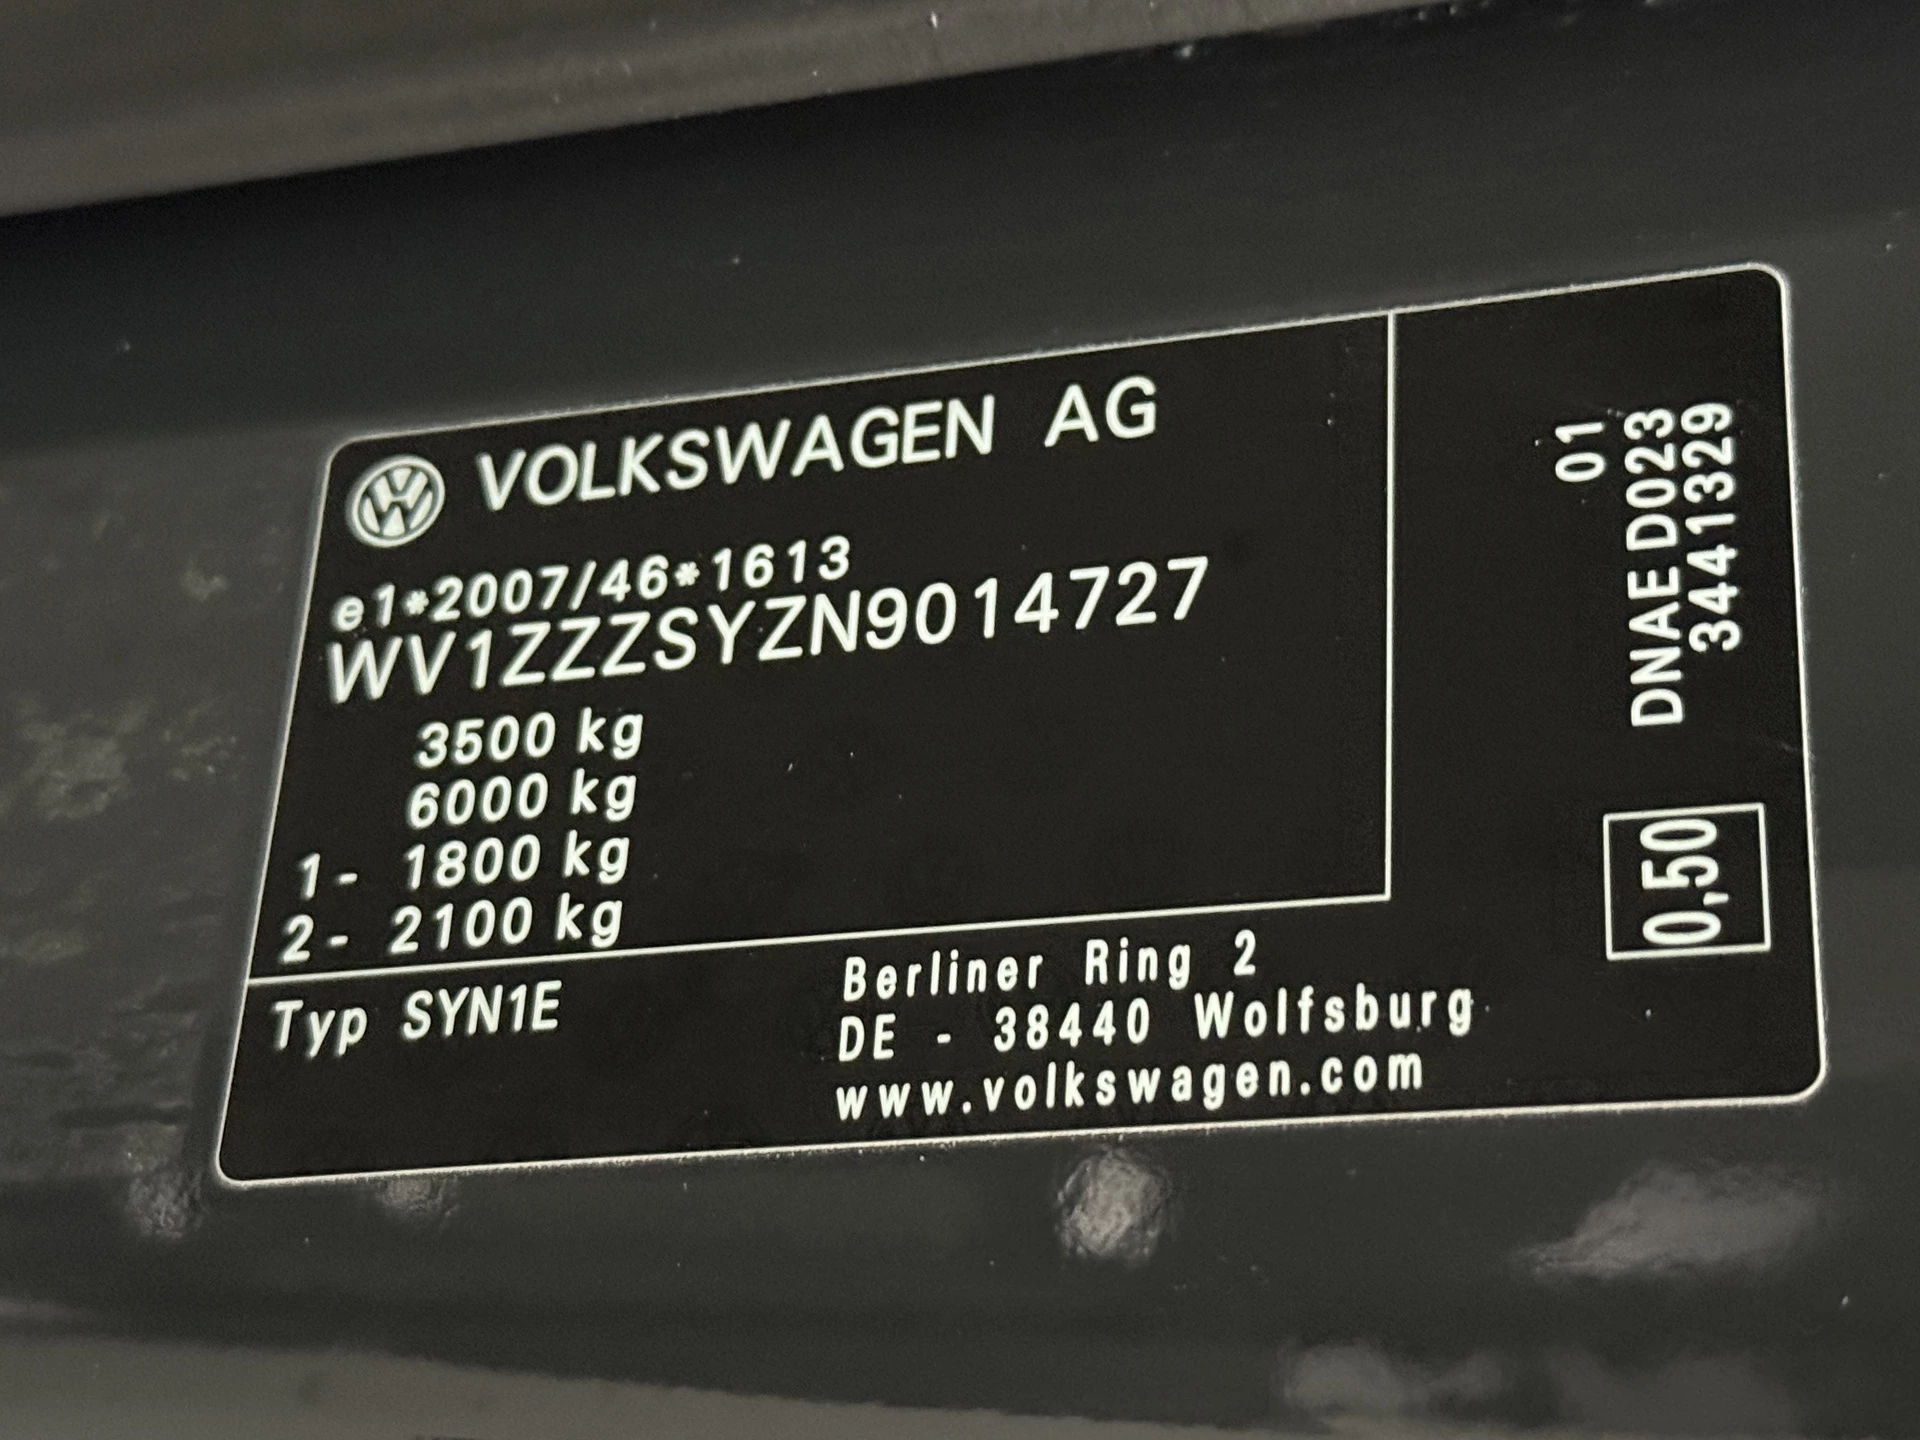 VOLKSWAGEN AG
e1*2007/46*1613
WV1ZZZSYZN9014727
3500 kg
6000 kg
1- 1800 kg
2- 2100 kg
Typ SYN1E
Berliner Ring 2
DE - 38440 Wolfsburg
www.volkswagen.com
01
DNAE D023
3441329
0,50